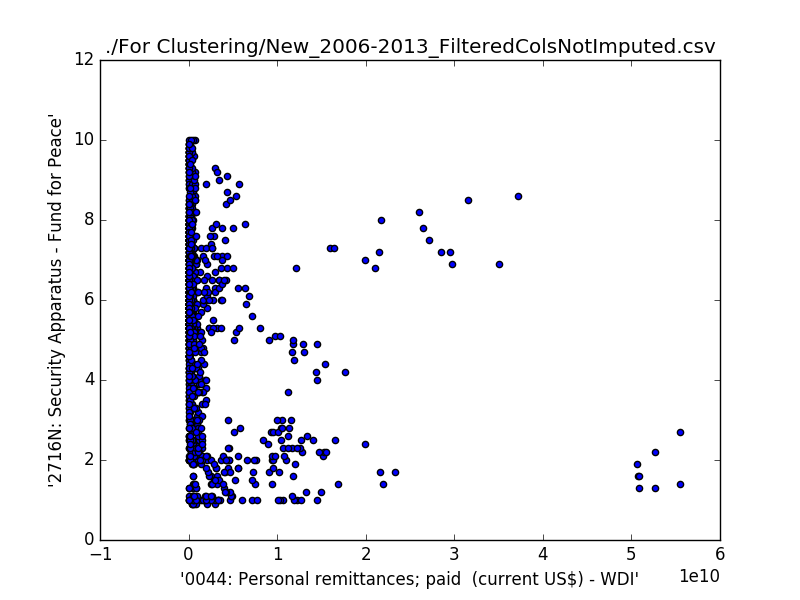 ./For Clustering/New_2006-2013_FilteredColsNotImputed.csv
12
10
8
6
4
2
0
'2716N: Security Apparatus - Fund for Peace'
−1 0 1 2 3 4 5 6
1e10
'0044: Personal remittances; paid  (current US$) - WDI'